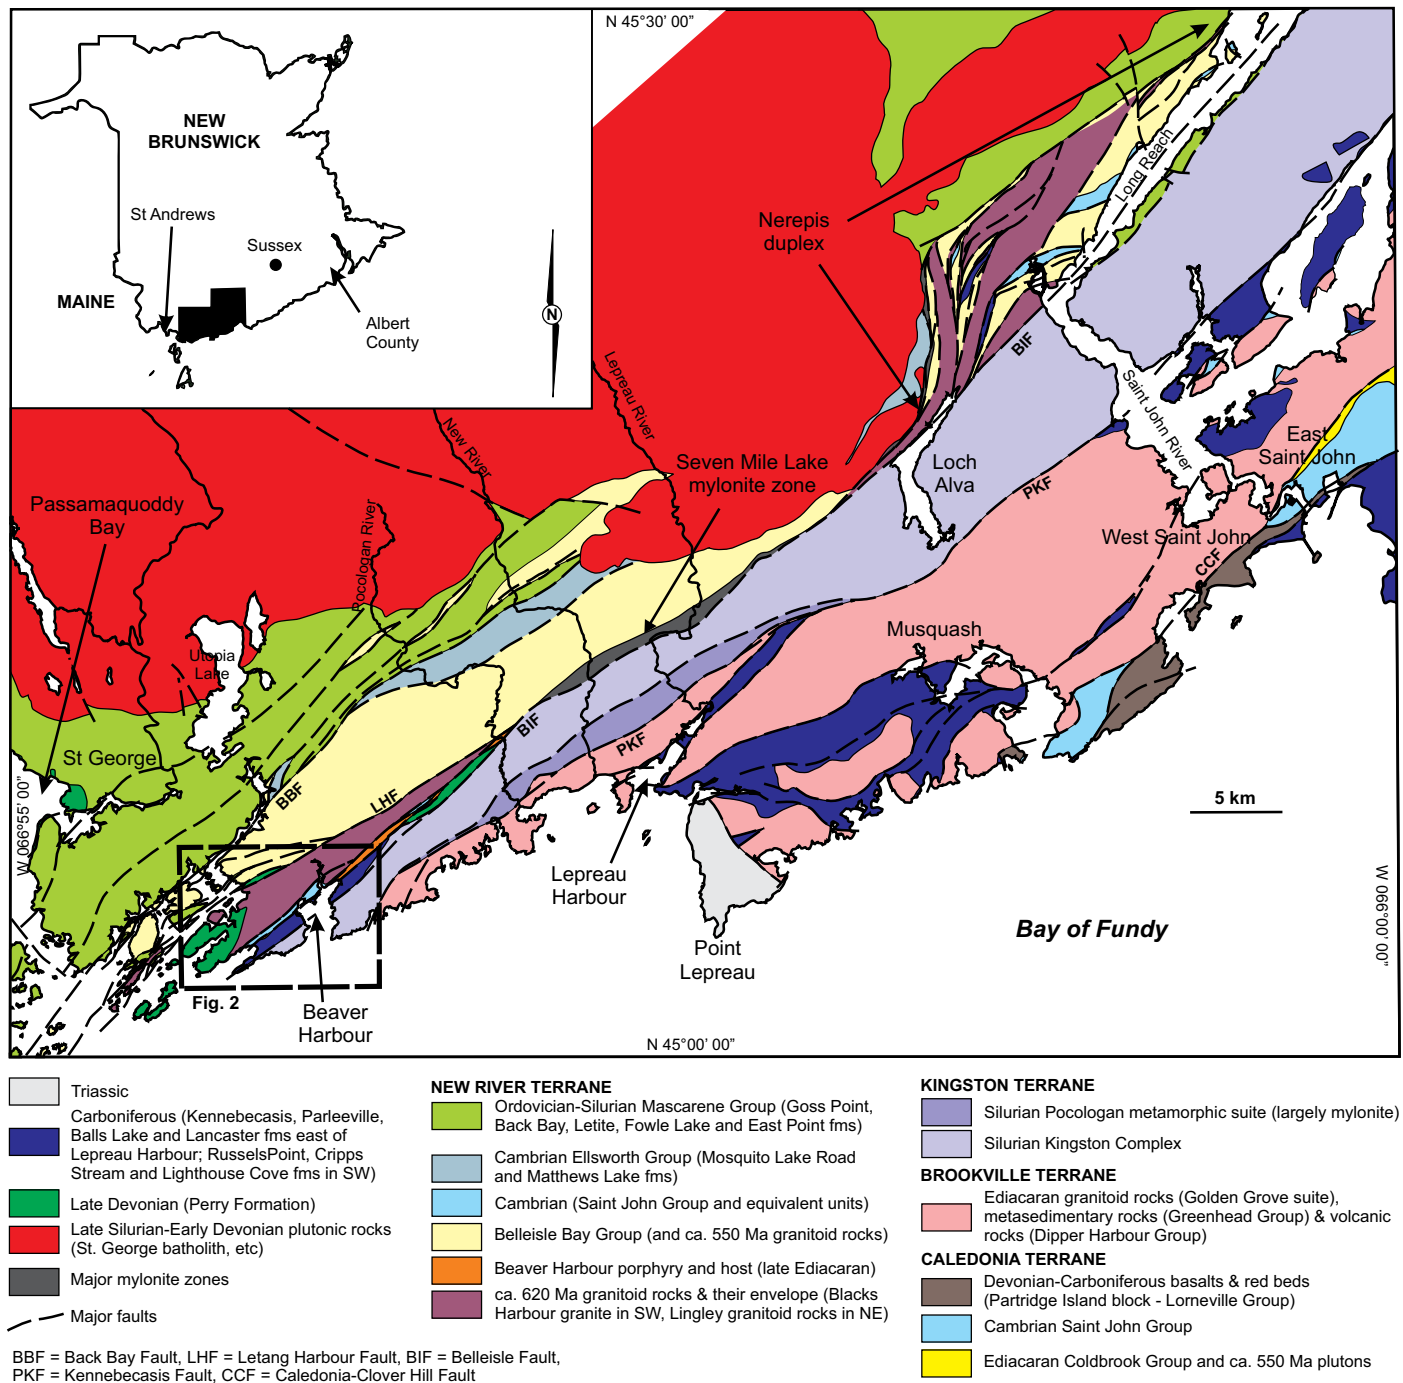 N 45°30' 00"
NEW
BRUNSWICK
St Andrews
Sussex
MAINE
Albert
County
N
Nerepis
duplex
Long Reach
BIF
Saint John River
Lepreau River
New River
Pocologan River
Seven Mile Lake
mylonite zone
Loch
Alva
PKF
East
Saint John
West Saint John
CCF
Passamaquoddy
Bay
Utopia
Lake
Musquash
St George
BIF
PKF
BBF
LHF
W 066°55' 00"
5 km
Lepreau
Harbour
W 066°00' 00"
Bay of Fundy
Point
Lepreau
Fig. 2
Beaver
Harbour
N 45°00' 00"
Triassic
Carboniferous (Kennebecasis, Parleeville,
Balls Lake and Lancaster fms east of
Lepreau Harbour; RusselsPoint, Cripps
Stream and Lighthouse Cove fms in SW)
Late Devonian (Perry Formation)
Late Silurian-Early Devonian plutonic rocks
(St. George batholith, etc)
Major mylonite zones
Major faults
NEW RIVER TERRANE
Ordovician-Silurian Mascarene Group (Goss Point,
Back Bay, Letite, Fowle Lake and East Point fms)
Cambrian Ellsworth Group (Mosquito Lake Road
and Matthews Lake fms)
Cambrian (Saint John Group and equivalent units)
Belleisle Bay Group (and ca. 550 Ma granitoid rocks)
Beaver Harbour porphyry and host (late Ediacaran)
ca. 620 Ma granitoid rocks & their envelope (Blacks
Harbour granite in SW, Lingley granitoid rocks in NE)
KINGSTON TERRANE
Silurian Pocologan metamorphic suite (largely mylonite)
Silurian Kingston Complex
BROOKVILLE TERRANE
Ediacaran granitoid rocks (Golden Grove suite),
metasedimentary rocks (Greenhead Group) & volcanic
rocks (Dipper Harbour Group)
CALEDONIA TERRANE
Devonian-Carboniferous basalts & red beds
(Partridge Island block - Lorneville Group)
Cambrian Saint John Group
Ediacaran Coldbrook Group and ca. 550 Ma plutons
BBF = Back Bay Fault, LHF = Letang Harbour Fault, BIF = Belleisle Fault,
PKF = Kennebecasis Fault, CCF = Caledonia-Clover Hill Fault